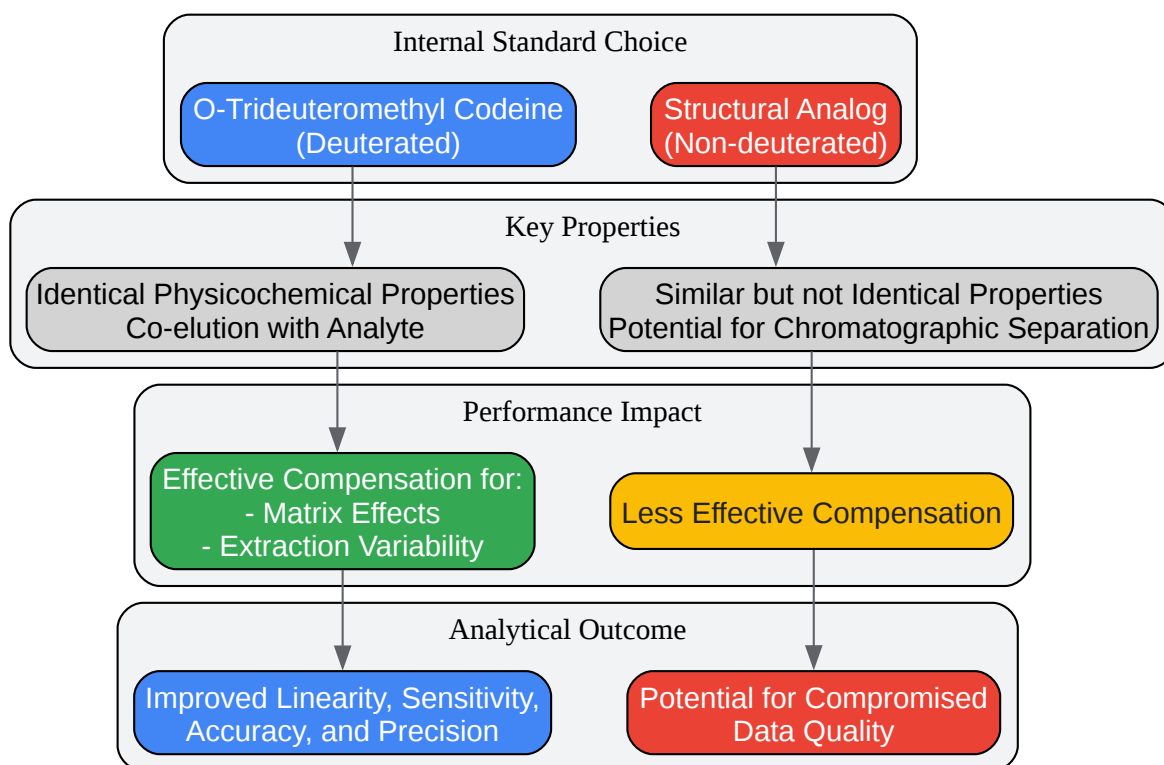 Internal Standard Choice
O-Trideuteromethyl Codeine
(Deuterated)
Structural Analog
(Non-deuterated)
Key Properties
Identical Physicochemical Properties
Co-elution with Analyte
Similar but not Identical Properties
Potential for Chromatographic Separation
Performance Impact
Effective Compensation for:
- Matrix Effects
- Extraction Variability
Less Effective Compensation
Analytical Outcome
Improved Linearity, Sensitivity,
Accuracy, and Precision
Potential for Compromised
Data Quality